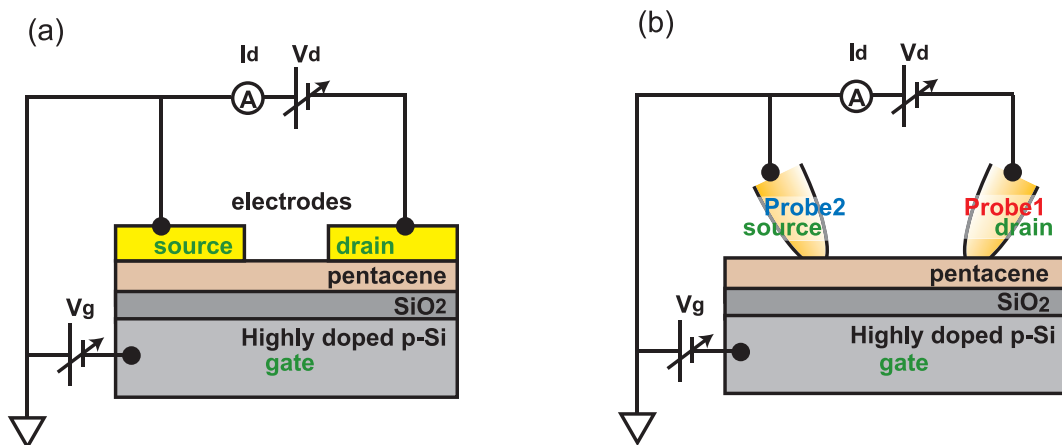 (a)
Id
Vd
A
electrodes
source
drain
pentacene
SiO2
Vg
Highly doped p-Si
gate
(b)
Id
Vd
A
Probe2
source
Probe1
drain
pentacene
SiO2
Vg
Highly doped p-Si
gate